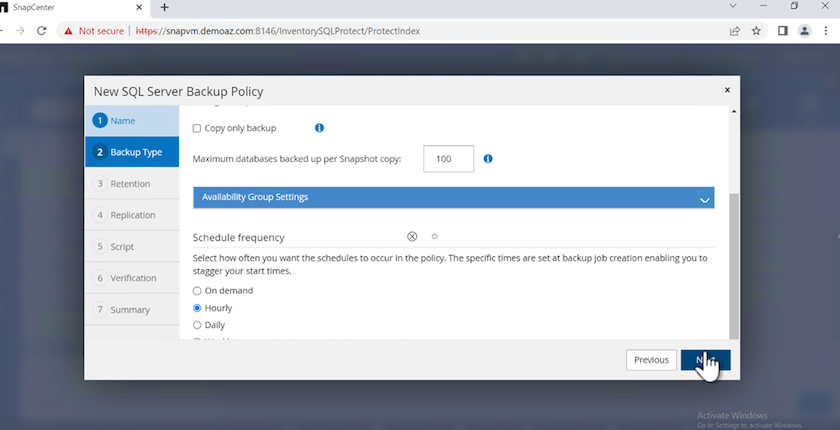 SnapCenter
Not secure | https://snapvm.demoaz.com:8146/InventorySQLProtect/ProtectIndex
New SQL Server Backup Policy
x
1 Name
2 Backup Type
3 Retention
4 Replication
5 Script
6 Verification
7 Summary
Copy only backup
Maximum databases backed up per Snapshot copy: 100
Availability Group Settings
Schedule frequency
Select how often you want the schedules to occur in the policy. The specific times are set at backup job creation enabling you to
stagger your start times.
On demand
Hourly
Daily
Previous
Activate Windows
Go to Settings to activate Windows.